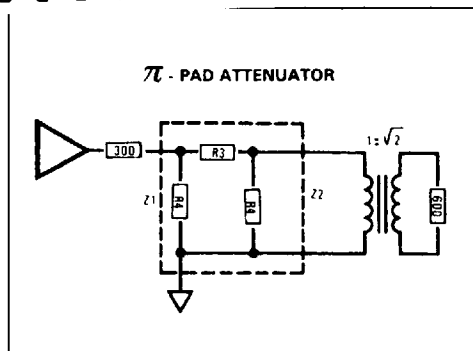 π - PAD ATTENUATOR
1:√2
300
R3
Z1
R4
R4
Z2
600